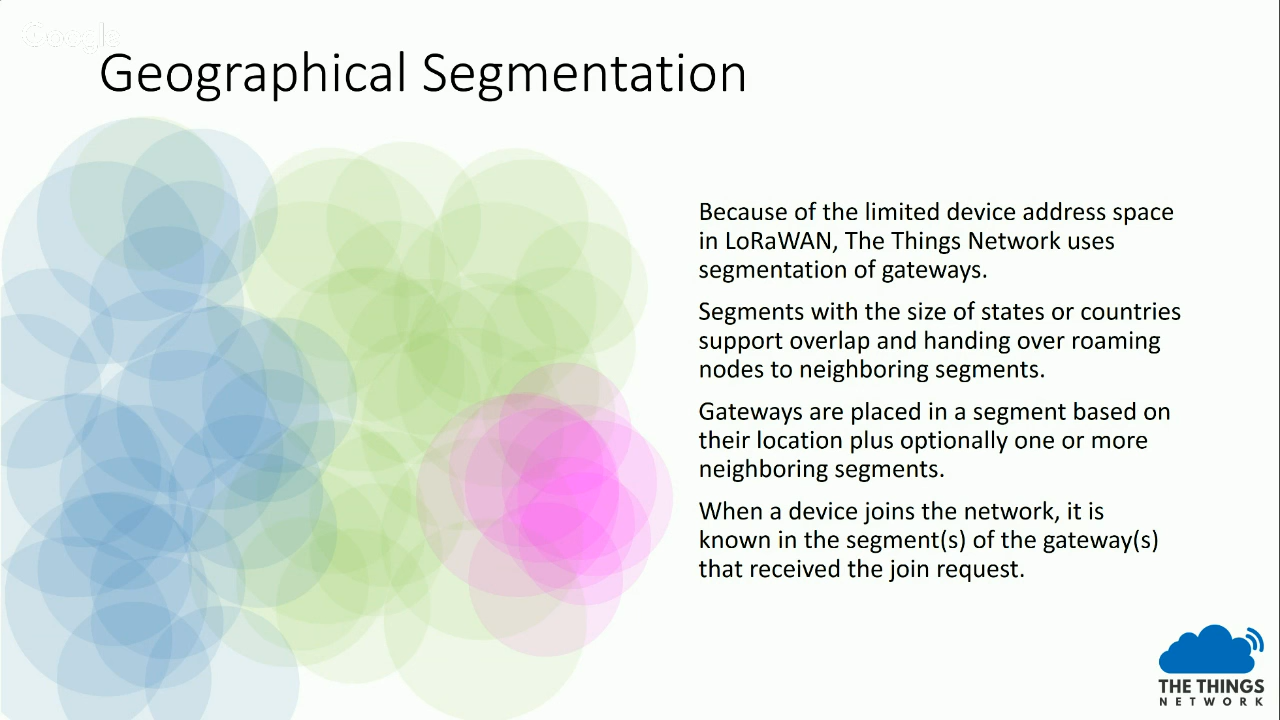 Google
Geographical Segmentation
Because of the limited device address space
in LoRaWAN, The Things Network uses
segmentation of gateways.
Segments with the size of states or countries
support overlap and handing over roaming
nodes to neighboring segments.
Gateways are placed in a segment based on
their location plus optionally one or more
neighboring segments.
When a device joins the network, it is
known in the segment(s) of the gateway(s)
that received the join request.
THE THINGS
NETWORK